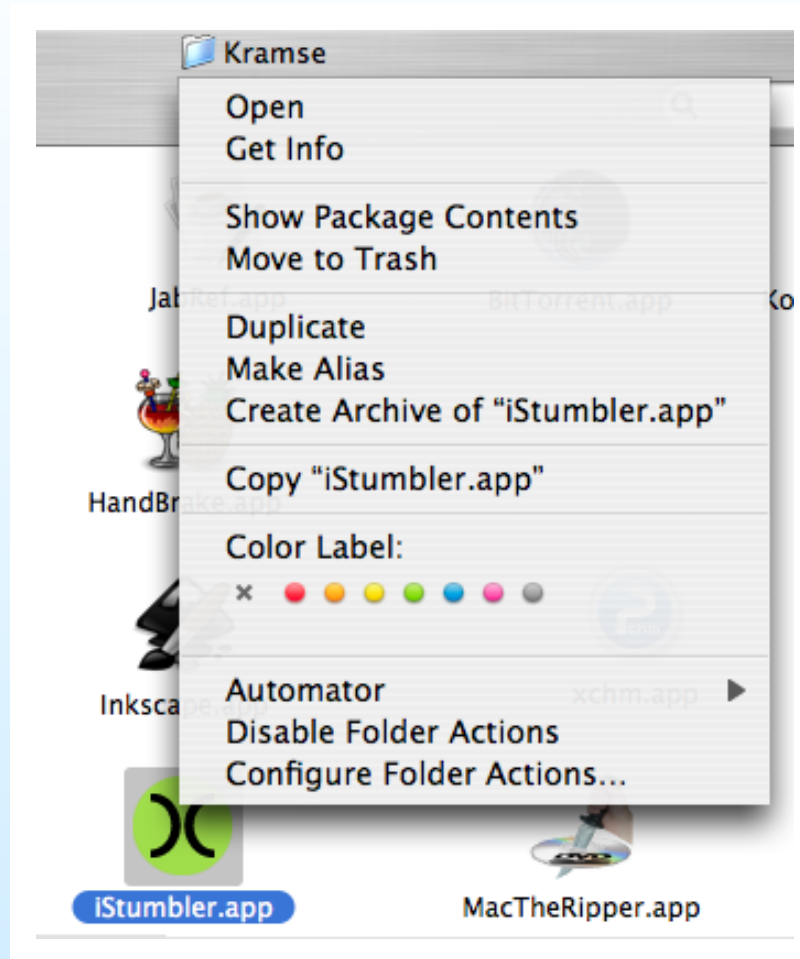 Kramse
Open
Get Info
Show Package Contents
Move to Trash
JabRef.app
BitTorrent.app
Ko
Duplicate
Make Alias
Create Archive of “iStumbler.app”
Copy “iStumbler.app”
HandBrake.app
Color Label:
Automator
xchm.app
Inkscape.app
Disable Folder Actions
Configure Folder Actions...
iStumbler.app
MacTheRipper.app